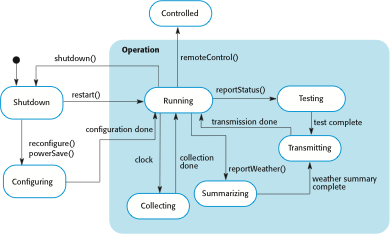 Controlled
Operation
shutdown()
remoteControl()
Shutdown
restart()
Running
reportStatus()
Testing
reconfigure()
powerSave()
configuration done
transmission done
test complete
Transmitting
clock
collection
done
reportWeather()
weather summary
complete
Configuring
Collecting
Summarizing